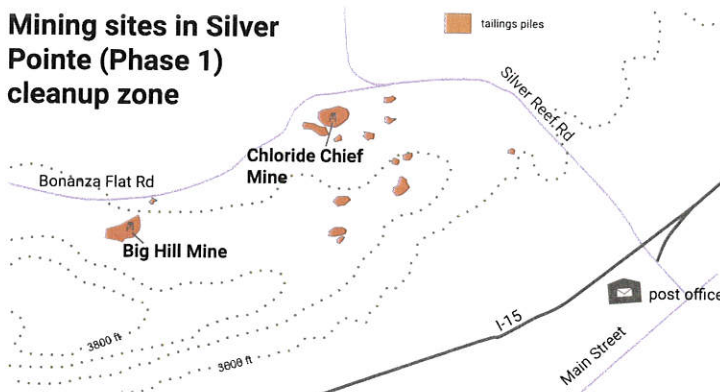 Mining sites in Silver
Pointe (Phase 1)
cleanup zone
tailings piles
Silver Reef Rd
Chloride Chief
Mine
Bonanza Flat Rd
Big Hill Mine
3800 ft
3600 ft
I-15
post office
Main Street